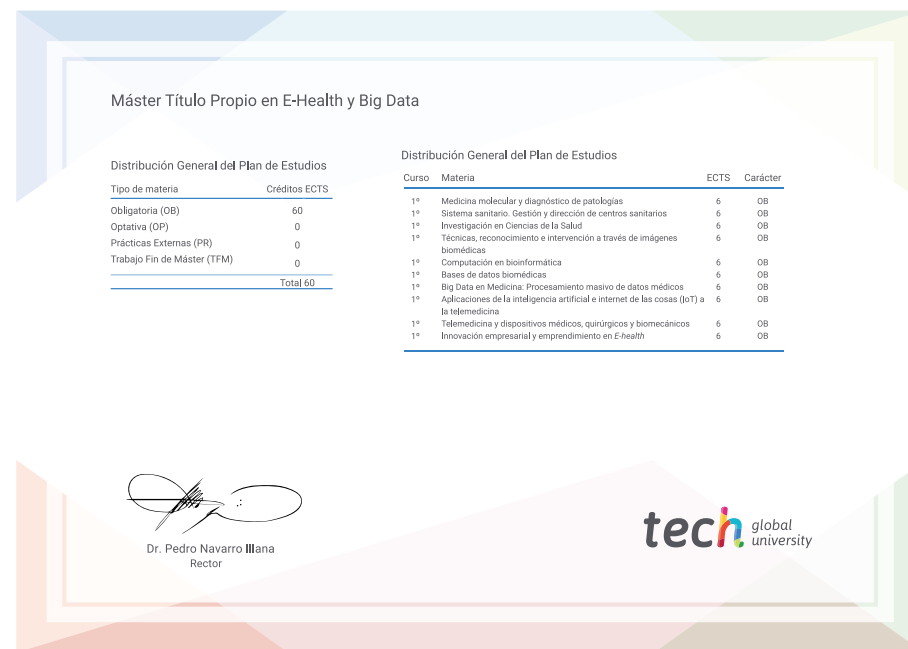 Máster Título Propio en E-Health y Big Data
Distribución General del Plan de Estudios
Tipo de materia Créditos ECTS
Obligatoria (OB) 60
Optativa (OP) 0
Prácticas Externas (PR) 0
Trabajo Fin de Máster (TFM) 0
Total 60
Distribución General del Plan de Estudios
Curso Materia ECTS Carácter
1º Medicina molecular y diagnóstico de patologías 6 OB
1º Sistema sanitario. Gestión y dirección de centros sanitarios 6 OB
1º Investigación en Ciencias de la Salud 6 OB
1º Técnicas, reconocimiento e intervención a través de imágenes 6 OB
biomédicas
1º Computación en bioinformática 6 OB
1º Bases de datos biomédicas 6 OB
1º Big Data en Medicina: Procesamiento masivo de datos médicos 6 OB
1º Aplicaciones de la inteligencia artificial e internet de las cosas (IoT) a 6 OB
la telemedicina
1º Telemedicina y dispositivos médicos, quirúrgicos y biomecánicos 6 OB
1º Innovación empresarial y emprendimiento en E-health 6 OB
Dr. Pedro Navarro Illana
Rector
tech global
university